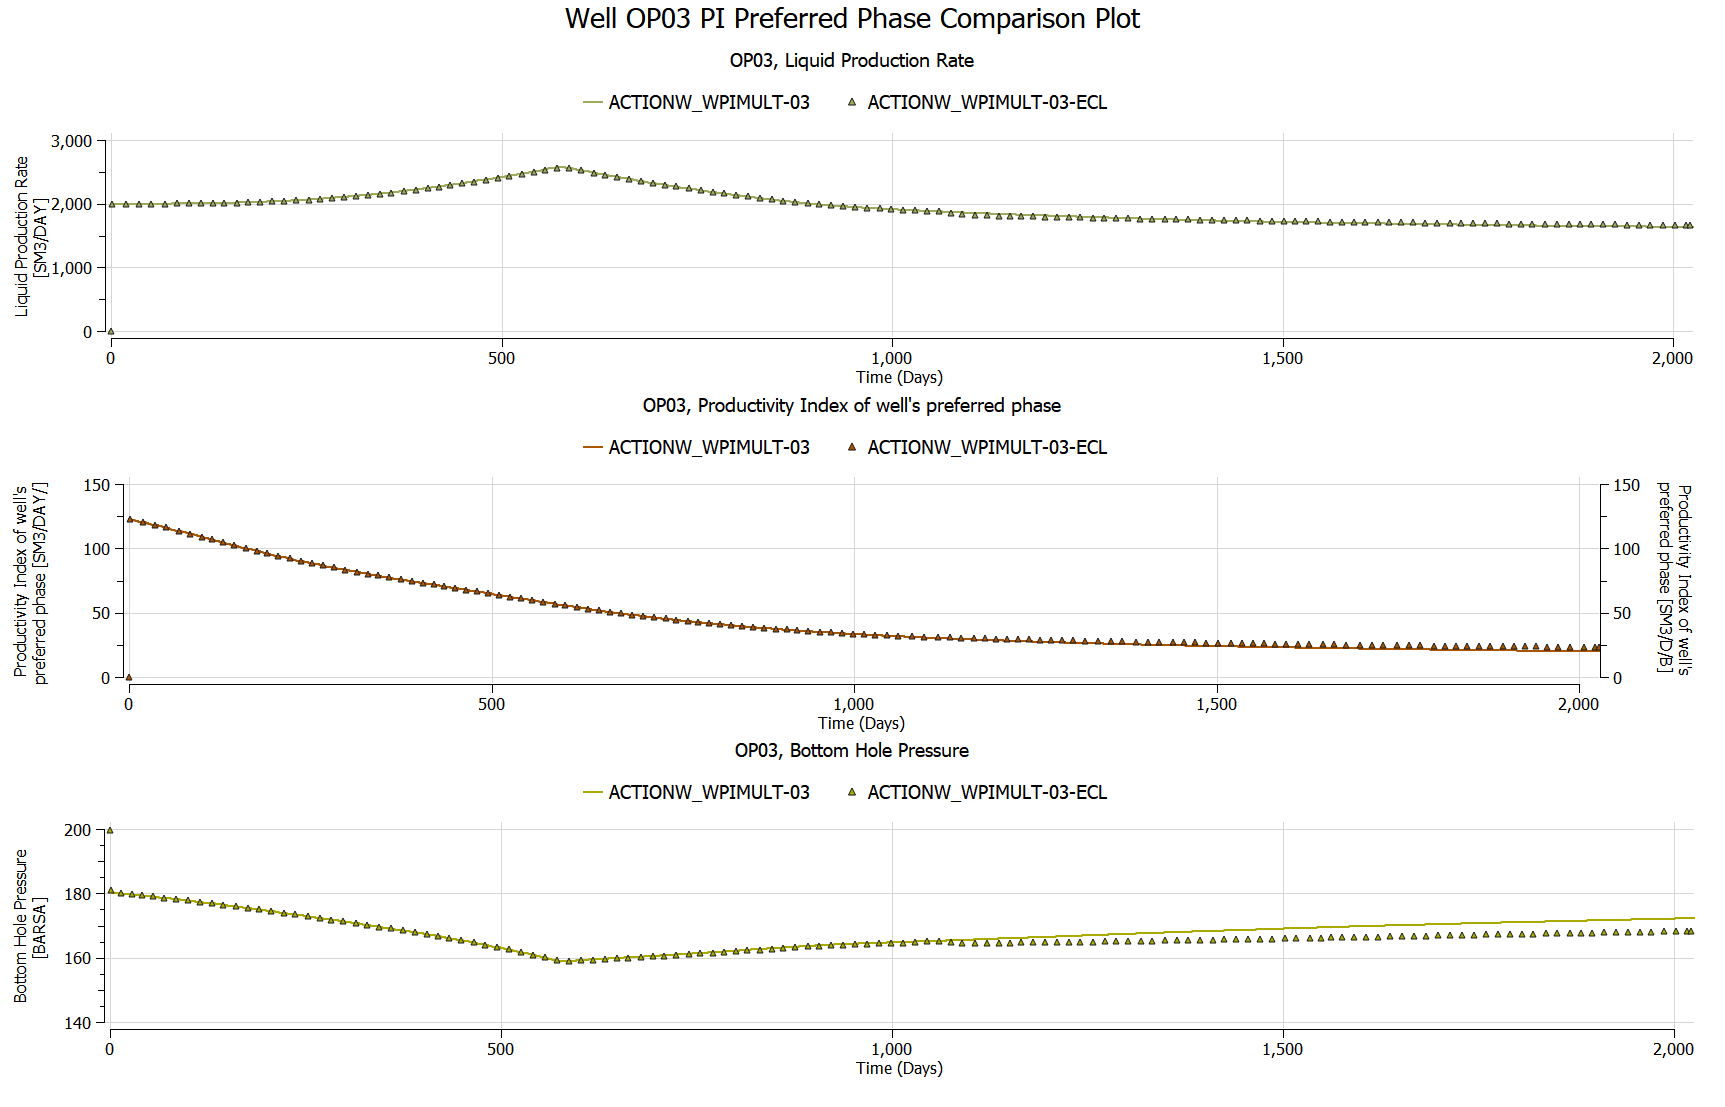 Well OP03 PI Preferred Phase Comparison Plot
OP03, Liquid Production Rate
ACTIONW_WPIMULT-03 ACTIONW_WPIMULT-03-ECL
Liquid Production Rate
[SM3/DAY]
3,000
2,000
1,000
0
0 500 1,000 1,500 2,000
Time (Days)
OP03, Productivity Index of well's preferred phase
ACTIONW_WPIMULT-03 ACTIONW_WPIMULT-03-ECL
Productivity Index of well's
preferred phase [SM3/DAY/]
150
100
50
0
150
100
50
0
Productivity Index of well's
preferred phase [SM3/D/B]
0 500 1,000 1,500 2,000
Time (Days)
OP03, Bottom Hole Pressure
ACTIONW_WPIMULT-03 ACTIONW_WPIMULT-03-ECL
Bottom Hole Pressure
[BARSA]
200
180
160
140
0 500 1,000 1,500 2,000
Time (Days)